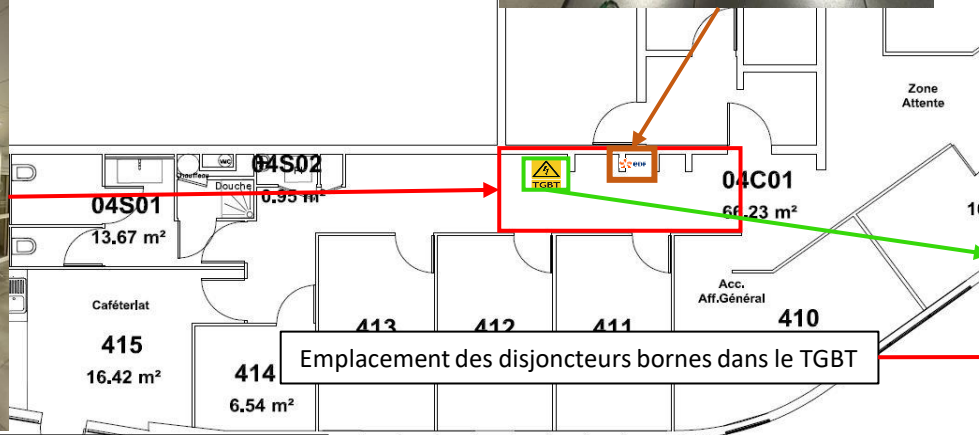 Zone
Attente
WC
04S02
0.95 m²
Chaufferie
Douche
TGBT
eDF
04C01
66.23 m²
04S01
13.67 m²
Acc.
Aff.Général
Caféteriat
410
413
412
411
415
16.42 m²
Emplacement des disjoncteurs bornes dans le TGBT
414
6.54 m²